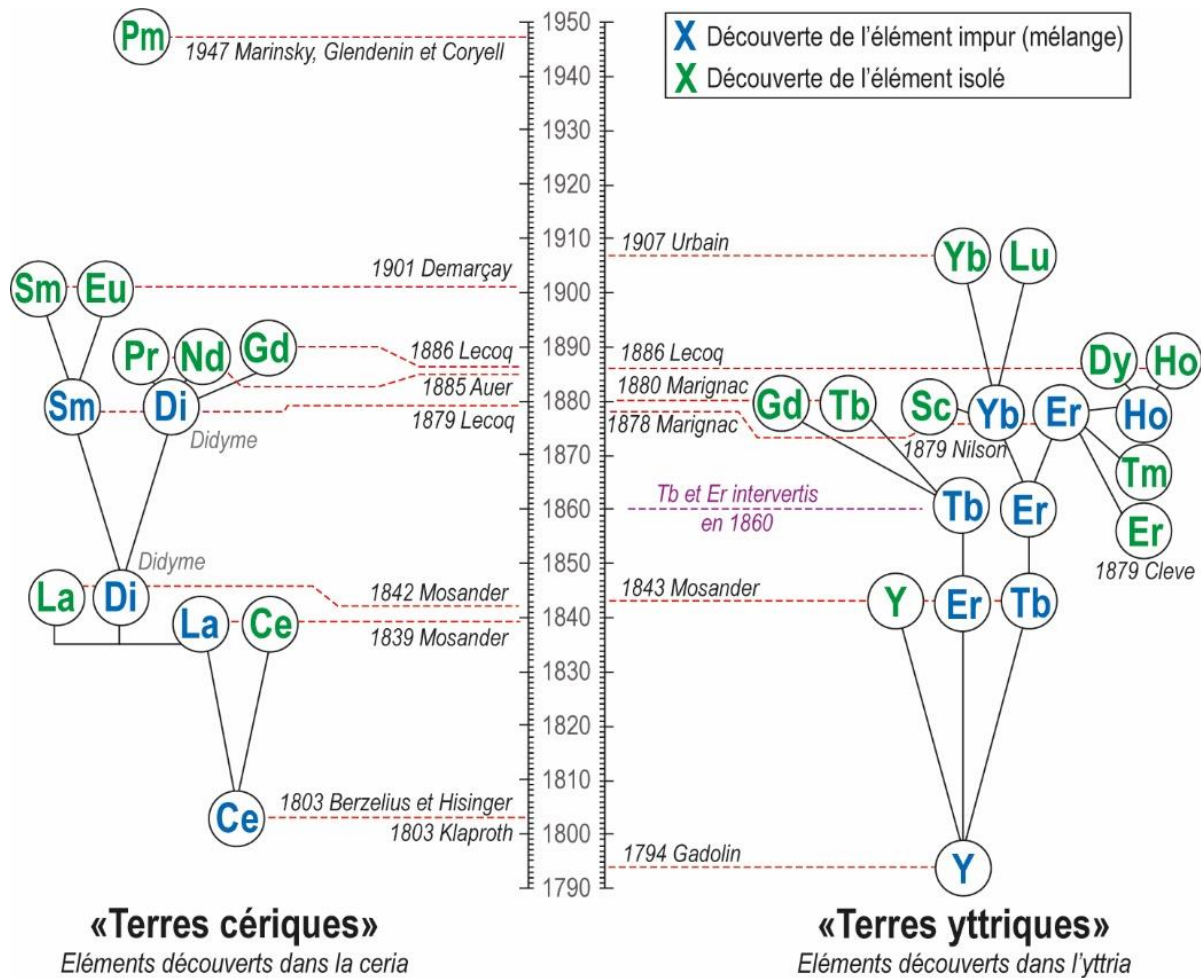 Pm
1947 Marinsky, Glendenin et Coryell
X Découverte de l'élément impur (mélange)
X Découverte de l'élément isolé
1950
1940
1930
1920
1910
1900
1890
1880
1870
1860
1850
1840
1830
1820
1810
1800
1790
Sm
Eu
1901 Demarçay
Pr
Nd
Gd
1886 Lecoq
1885 Auer
Sm
Di
1879 Lecoq
Didyme
Didyme
La
Di
1842 Mosander
La
Ce
1839 Mosander
Ce
1803 Berzelius et Hisinger
1803 Klaproth
1907 Urbain
Yb
Lu
1886 Lecoq
Dy
Ho
1880 Marignac
1878 Marignac
Gd
Tb
Sc
Yb
Er
Ho
1879 Nilson
Tm
Tb et Er intervertis
en 1860
Tb
Er
Er
1879 Cleve
1843 Mosander
Y
Er
Tb
1794 Gadolin
Y
«Terres cériques»
Eléments découverts dans la ceria
«Terres yttriques»
Eléments découverts dans l'yttria